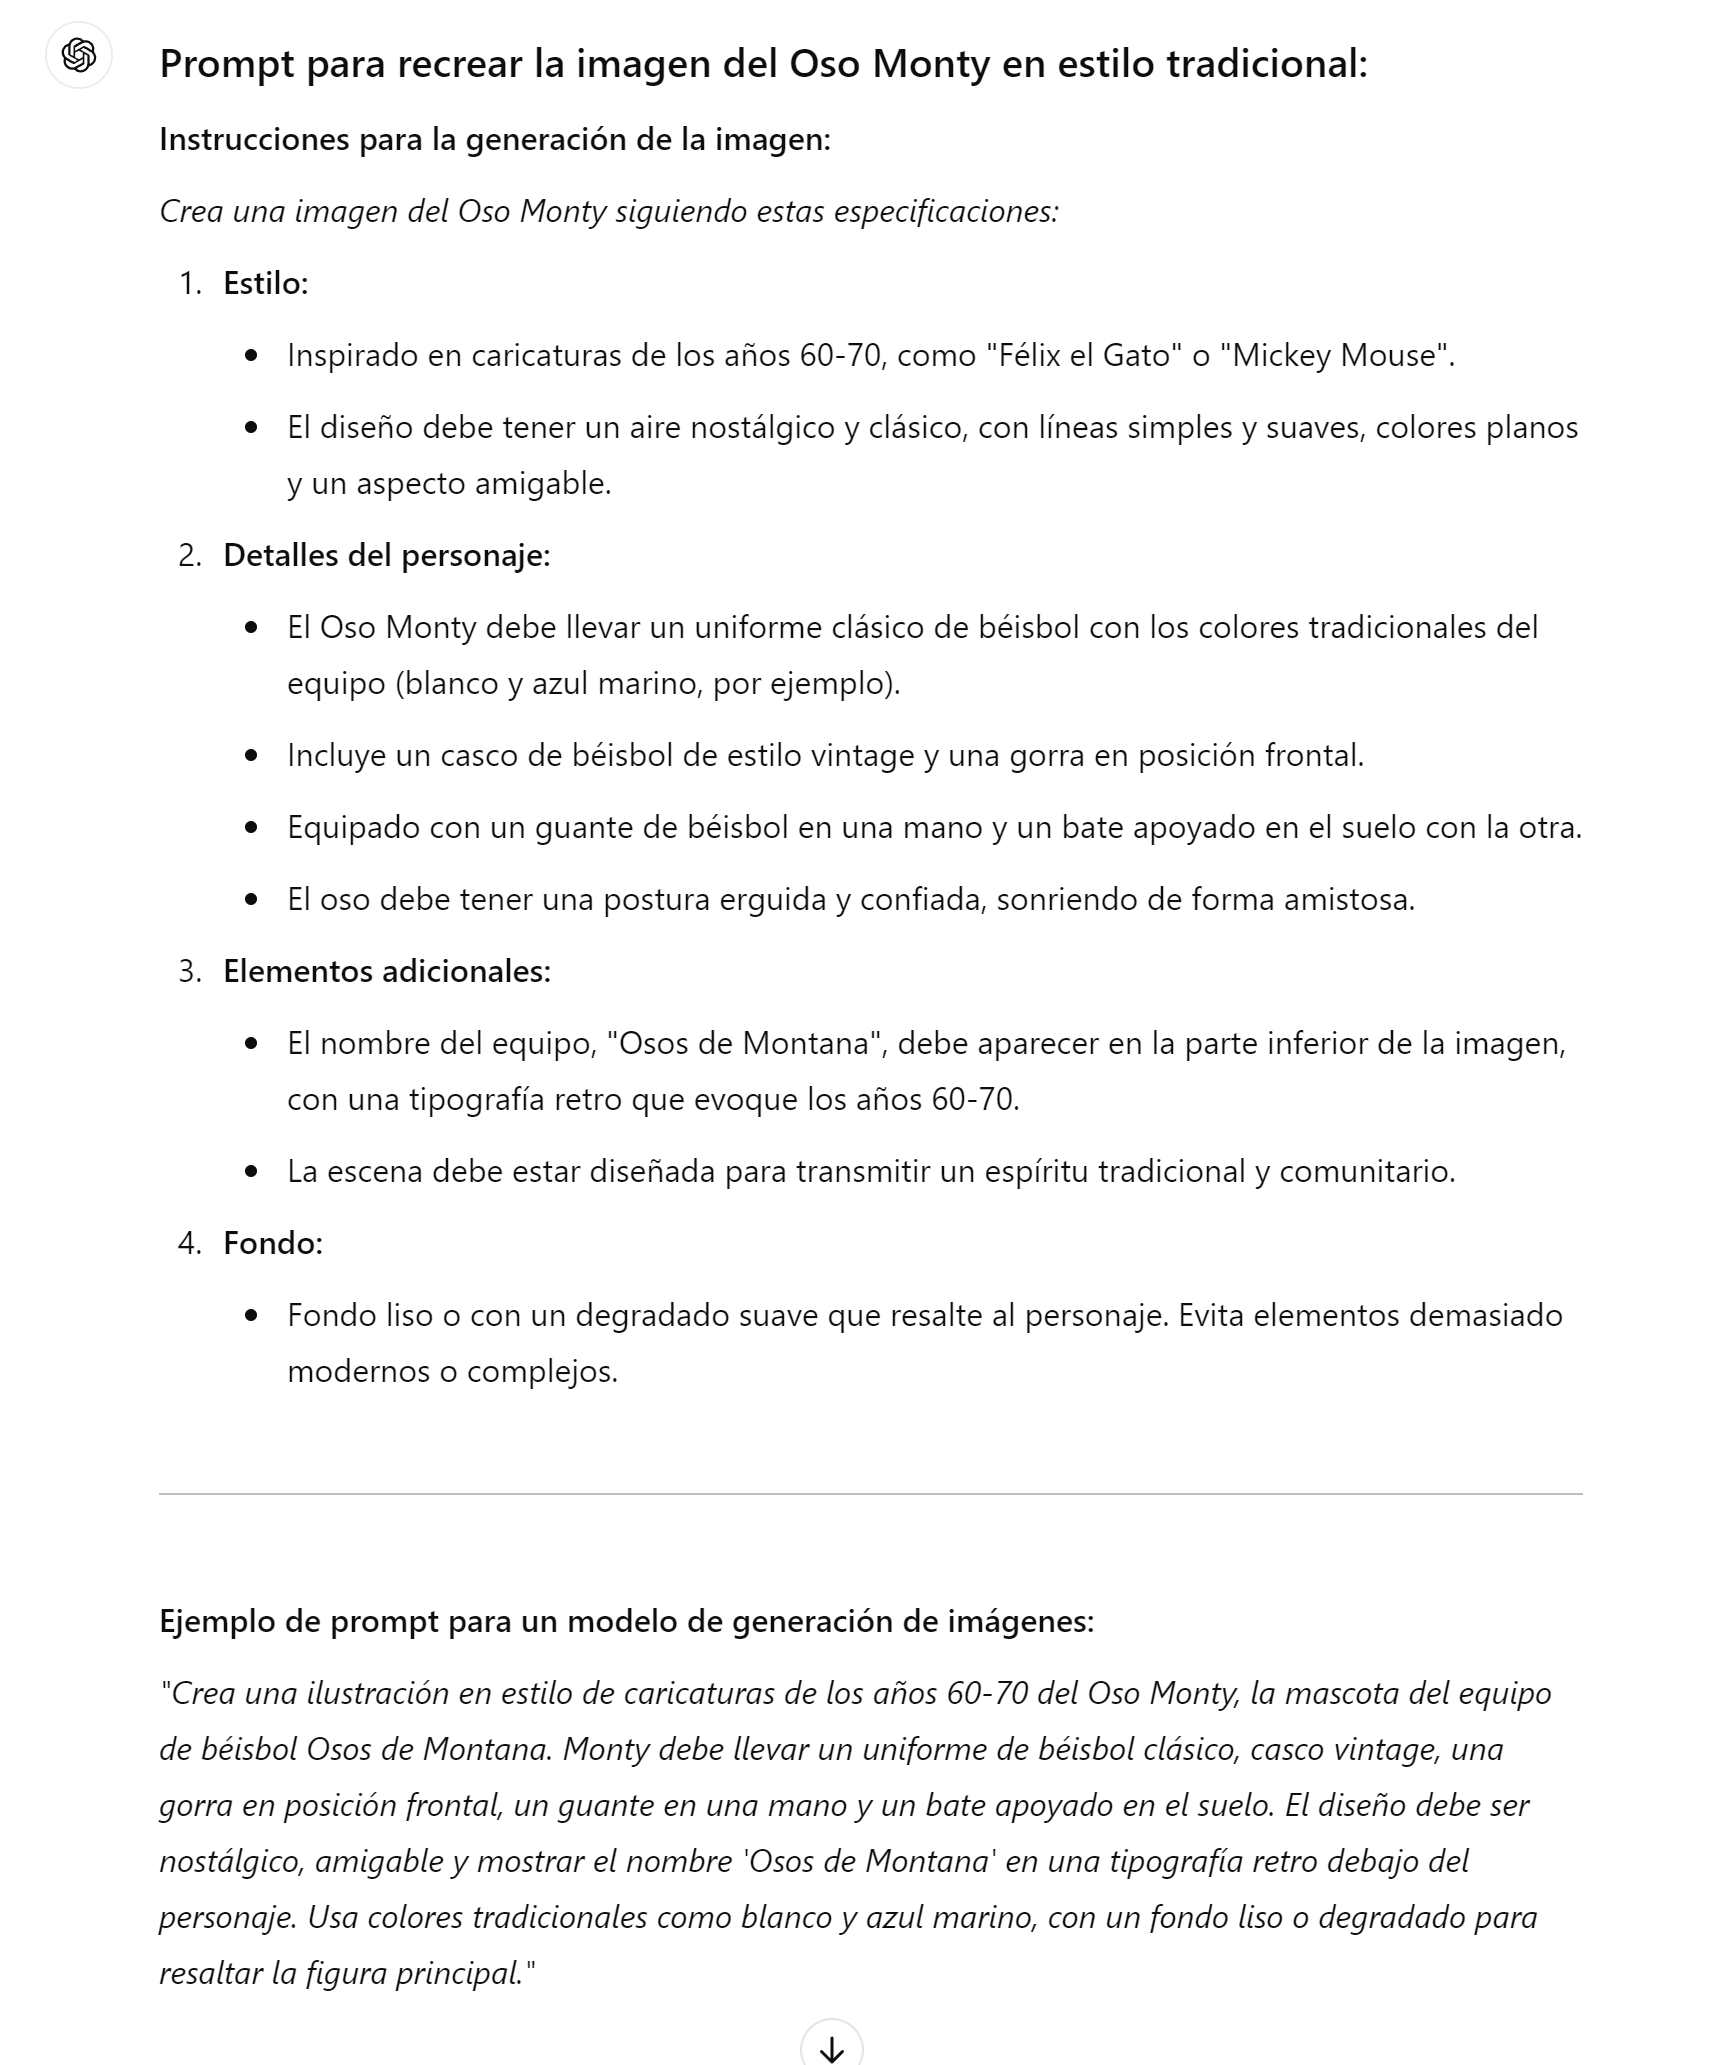 Prompt para recrear la imagen del Oso Monty en estilo tradicional:
Instrucciones para la generación de la imagen:
Crea una imagen del Oso Monty siguiendo estas especificaciones:
1. Estilo:
• Inspirado en caricaturas de los años 60-70, como "Félix el Gato" o "Mickey Mouse".
• El diseño debe tener un aire nostálgico y clásico, con líneas simples y suaves, colores planos
y un aspecto amigable.
2. Detalles del personaje:
• El Oso Monty debe llevar un uniforme clásico de béisbol con los colores tradicionales del
equipo (blanco y azul marino, por ejemplo).
• Incluye un casco de béisbol de estilo vintage y una gorra en posición frontal.
• Equipado con un guante de béisbol en una mano y un bate apoyado en el suelo con la otra.
• El oso debe tener una postura erguida y confiada, sonriendo de forma amistosa.
3. Elementos adicionales:
• El nombre del equipo, "Osos de Montana", debe aparecer en la parte inferior de la imagen,
con una tipografía retro que evoque los años 60-70.
• La escena debe estar diseñada para transmitir un espíritu tradicional y comunitario.
4. Fondo:
• Fondo liso o con un degradado suave que resalte al personaje. Evita elementos demasiado
modernos o complejos.
Ejemplo de prompt para un modelo de generación de imágenes:
"Crea una ilustración en estilo de caricaturas de los años 60-70 del Oso Monty, la mascota del equipo
de béisbol Osos de Montana. Monty debe llevar un uniforme de béisbol clásico, casco vintage, una
gorra en posición frontal, un guante en una mano y un bate apoyado en el suelo. El diseño debe ser
nostálgico, amigable y mostrar el nombre 'Osos de Montana' en una tipografía retro debajo del
personaje. Usa colores tradicionales como blanco y azul marino, con un fondo liso o degradado para
resaltar la figura principal."